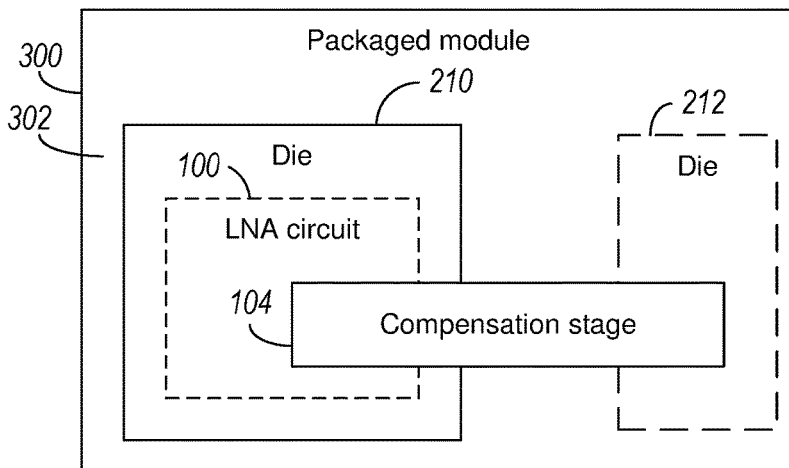 Packaged module
300
210
302
212
Die
Die
100
LNA circuit
104
Compensation stage